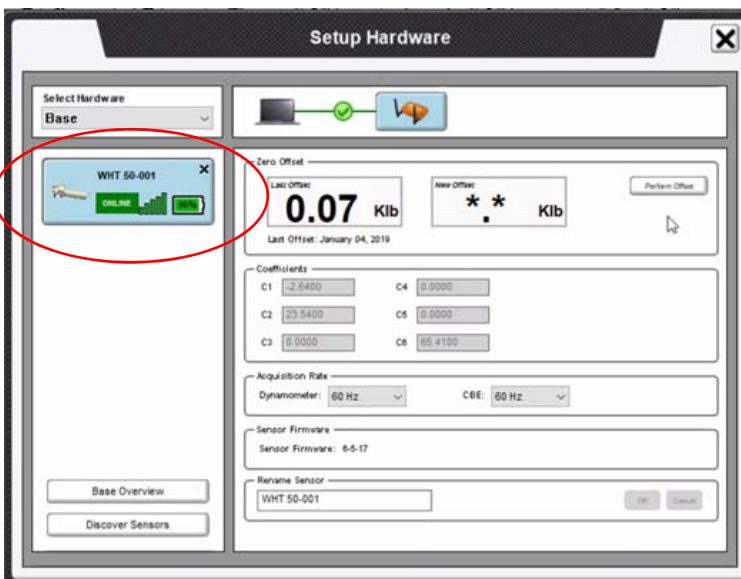 Setup Hardware
X
Select Hardware
Base
WHT 50-001
×
ONLINE
96%
Zero Offset
Last Offset
0.07 Klb
New Offset
*.* Klb
Perform Offset
Last Offset: January 04, 2019
Coefficients
C1 -2.6400 C4 0.0000
C2 23.5400 C5 0.0000
C3 0.0000 C6 65.4100
Acquisition Rate
Dynamometer: 60 Hz CBE: 60 Hz
Sensor Firmware
Sensor Firmware: 6-5-17
Rename Sensor
WHT 50-001
Cancel
Base Overview
Discover Sensors